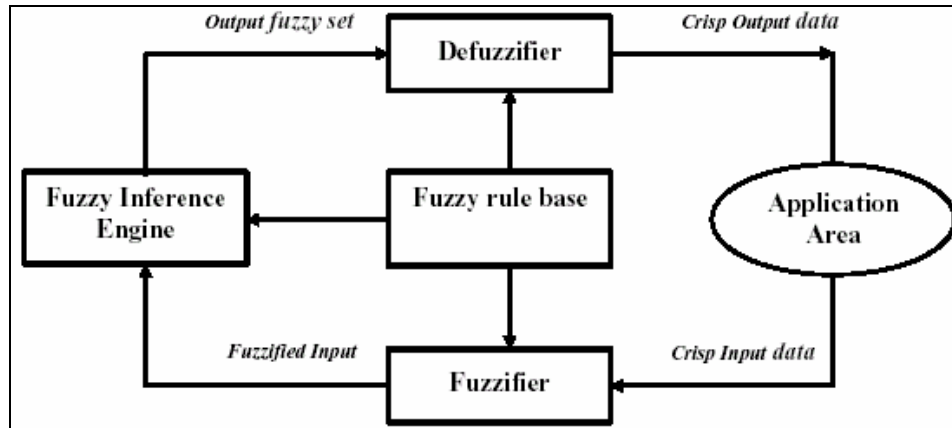 Output fuzzy set
Crisp Output data
Defuzzifier
Fuzzy Inference
Engine
Fuzzy rule base
Application
Area
Fuzzified Input
Crisp Input data
Fuzzifier